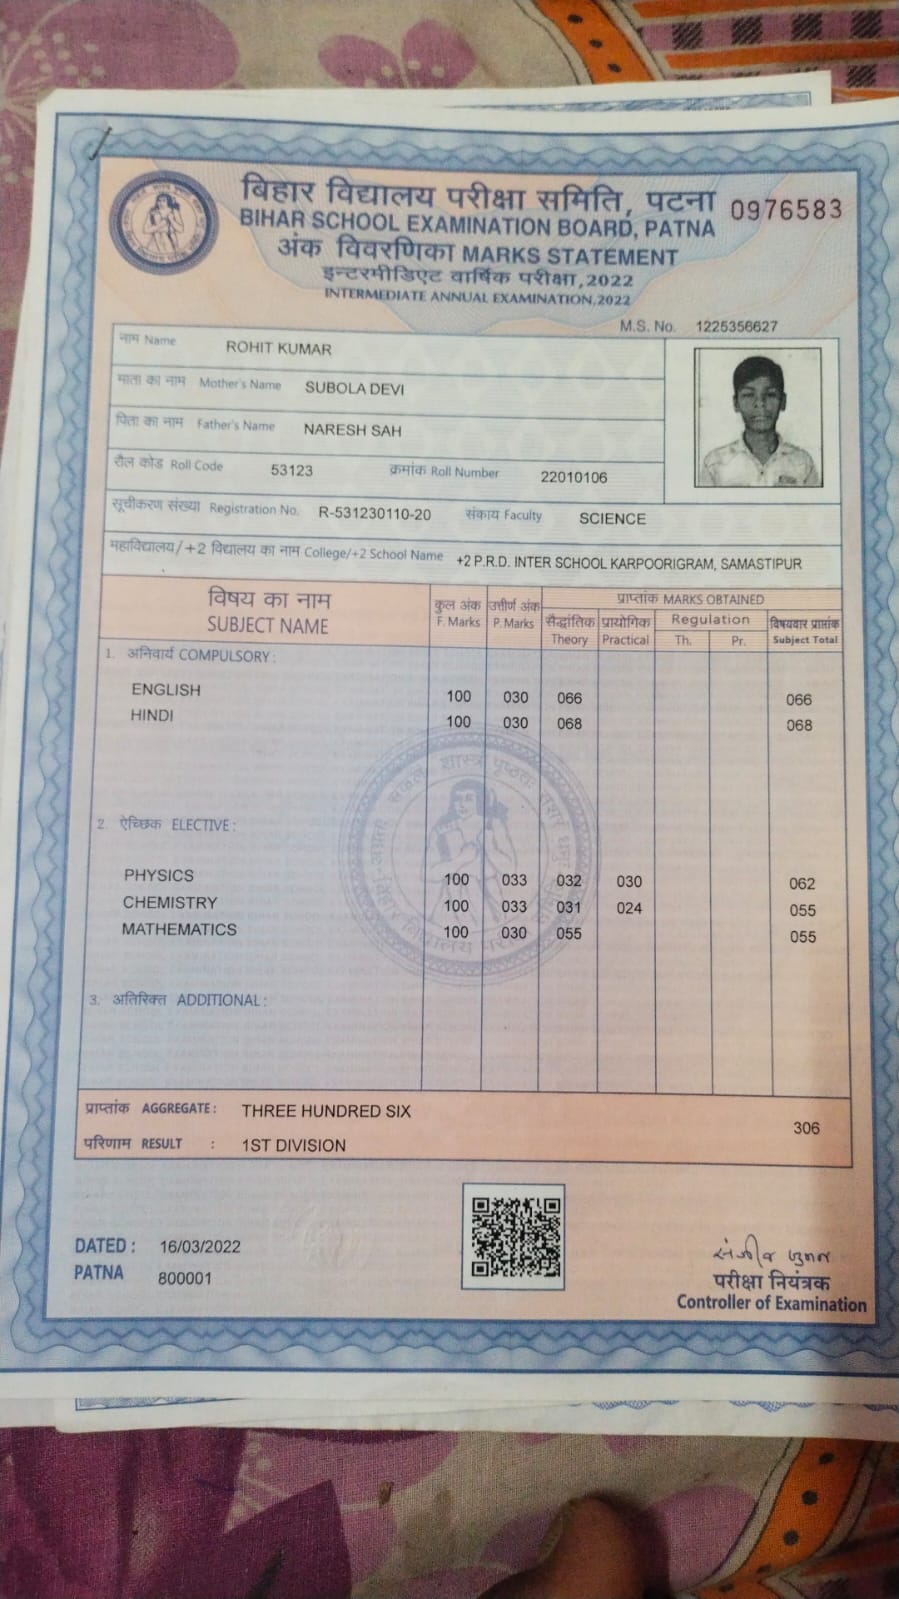 बिहार विद्यालय परीक्षा समिति, पटना
0976583
BIHAR SCHOOL EXAMINATION BOARD, PATNA
अंक विवरणिका MARKS STATEMENT
इन्टरमीडिएट वार्षिक परीक्षा,2022
INTERMEDIATE ANNUAL EXAMINATION,2022
M.S. No. 1225356627
नाम Name ROHIT KUMAR
माता का नाम Mother's Name SUBOLA DEVI
पिता का नाम Father's Name NARESH SAH
रौल कोड Roll Code 53123 क्रमांक Roll Number 22010106
सूचीकरण संख्या Registration No. R-531230110-20 संकाय Faculty SCIENCE
महाविद्यालय/+2 विद्यालय का नाम College/+2 School Name +2 P.R.D. INTER SCHOOL KARPOORIGRAM, SAMASTIPUR
विषय का नाम कुल अंक उत्तीर्ण अंक प्राप्तांक MARKS OBTAINED
SUBJECT NAME F. Marks P. Marks सैद्धांतिक प्रायोगिक Regulation विषयवार प्राप्तांक
Theory Practical Th. Pr. Subject Total
1. अनिवार्य COMPULSORY :
ENGLISH 100 030 066 066
HINDI 100 030 068 068
2. ऐच्छिक ELECTIVE :
PHYSICS 100 033 032 030 062
CHEMISTRY 100 033 031 024 055
MATHEMATICS 100 030 055 055
3. अतिरिक्त ADDITIONAL :
प्राप्तांक AGGREGATE : THREE HUNDRED SIX 306
परिणाम RESULT : 1ST DIVISION
DATED : 16/03/2022
PATNA 800001
परीक्षा नियंत्रक
Controller of Examination